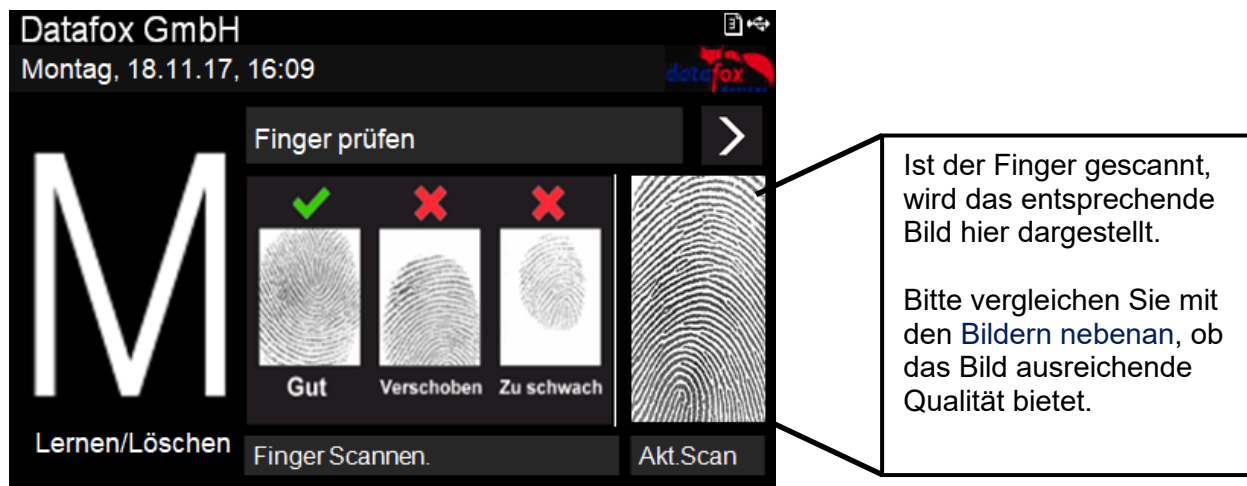 Datafox GmbH
Montag, 18.11.17, 16:09
datafox
Finger prüfen
M
Gut
Verschoben
Zu schwach
Lernen/Löschen
Finger Scannen.
Akt.Scan
Ist der Finger gescannt,
wird das entsprechende
Bild hier dargestellt.
Bitte vergleichen Sie mit
den Bildern nebenan, ob
das Bild ausreichende
Qualität bietet.